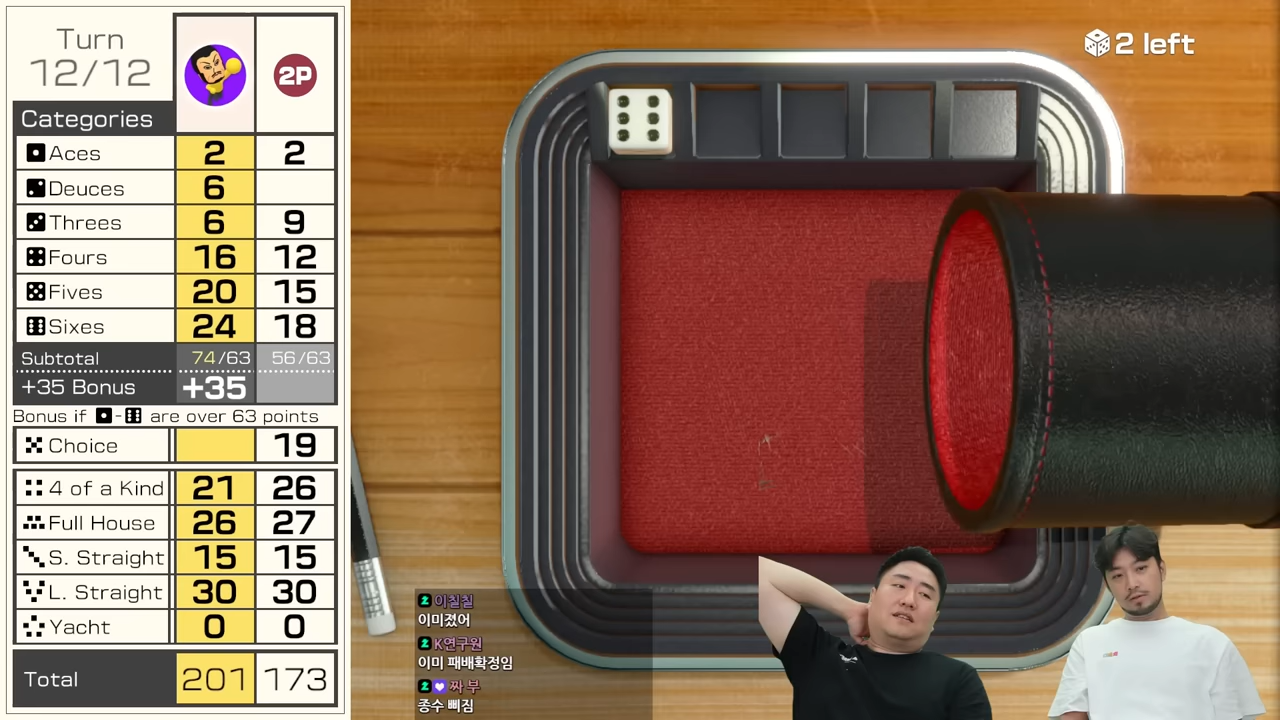 Turn
12/12
2P
Categories
Aces 2 2
Deuces 6
Threes 6 9
Fours 16 12
Fives 20 15
Sixes 24 18
Subtotal 74/63 56/63
+35 Bonus +35
Bonus if - are over 63 points
Choice 19
4 of a Kind 21 26
Full House 26 27
S. Straight 15 15
L. Straight 30 30
Yacht 0 0
Total 201 173
2 left
이칠칠
이미졌어
K연구원
이미 패배확정임
짜 부
종수 삐짐